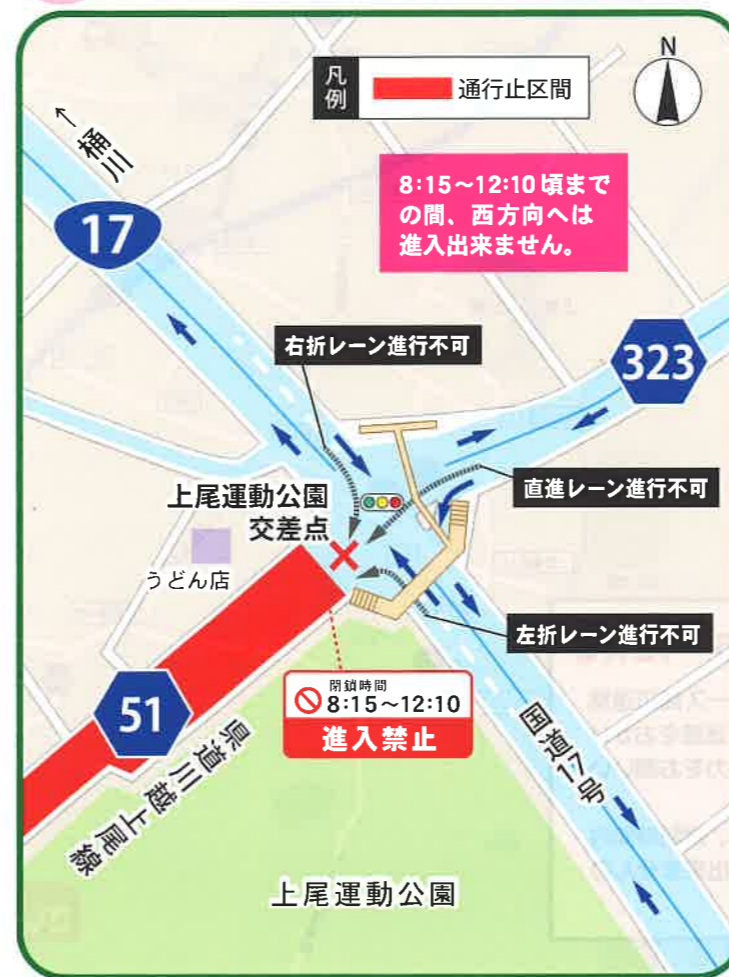 凡例
通行止区間
N
↑桶川
8:15～12:10頃まで
の間、西方向へは
進入出来ません。
17
右折レーン進行不可
323
直進レーン進行不可
上尾運動公園
交差点
うどん店
左折レーン進行不可
閉鎖時間
8:15～12:10
進入禁止
51
県道川越上尾線
国道17号
上尾運動公園